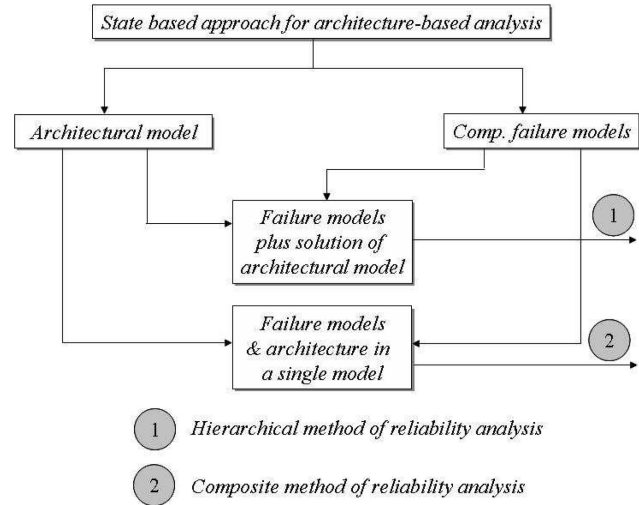 State based approach for architecture-based analysis
Architectural model
Comp. failure models
Failure models
plus solution of
architectural model
1
Failure models
& architecture in
a single model
2
1 Hierarchical method of reliability analysis
2 Composite method of reliability analysis